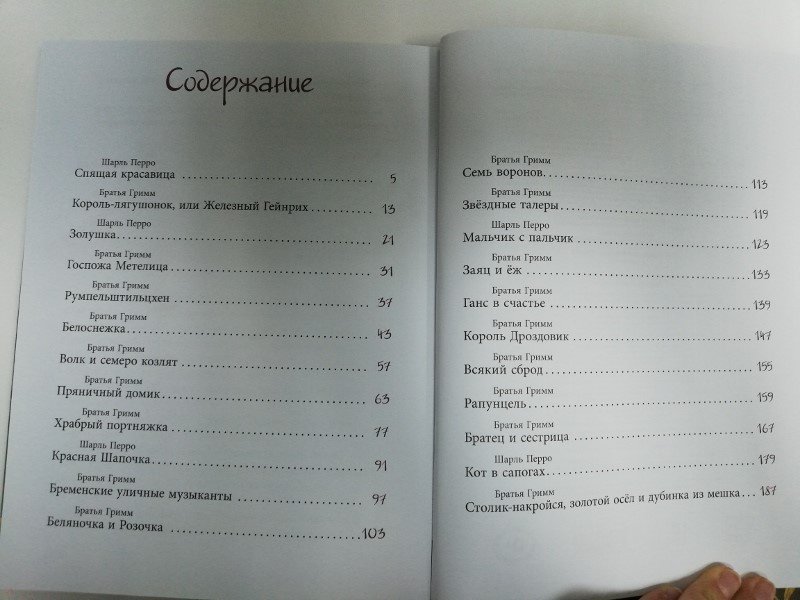 Содержание
Шарль Перро
Спящая красавица . . . . . . . . . . . . . . . . . . . . . . . . . . . 5
Братья Гримм
Король-лягушонок, или Железный Гейнрих . . . . . . . . . 13
Шарль Перро
Золушка . . . . . . . . . . . . . . . . . . . . . . . . . . . . . . . . 21
Братья Гримм
Госпожа Метелица . . . . . . . . . . . . . . . . . . . . . . . . . . 31
Братья Гримм
Румпельштильцхен . . . . . . . . . . . . . . . . . . . . . . . . . . 37
Братья Гримм
Белоснежка . . . . . . . . . . . . . . . . . . . . . . . . . . . . . . 43
Братья Гримм
Волк и семеро козлят . . . . . . . . . . . . . . . . . . . . . . . . 57
Братья Гримм
Пряничный домик . . . . . . . . . . . . . . . . . . . . . . . . . . . 63
Братья Гримм
Храбрый портняжка . . . . . . . . . . . . . . . . . . . . . . . . . . 77
Шарль Перро
Красная Шапочка . . . . . . . . . . . . . . . . . . . . . . . . . . . 91
Братья Гримм
Бременские уличные музыканты . . . . . . . . . . . . . . . . . . 97
Братья Гримм
Беляночка и Розочка . . . . . . . . . . . . . . . . . . . . . . . . 103
Братья Гримм
Семь воронов. . . . . . . . . . . . . . . . . . . . . . . . . . . . . 113
Братья Гримм
Звёздные талеры . . . . . . . . . . . . . . . . . . . . . . . . . . . 119
Шарль Перро
Мальчик с пальчик . . . . . . . . . . . . . . . . . . . . . . . . . . 123
Братья Гримм
Заяц и ёж . . . . . . . . . . . . . . . . . . . . . . . . . . . . . . 133
Братья Гримм
Ганс в счастье . . . . . . . . . . . . . . . . . . . . . . . . . . . 139
Братья Гримм
Король Дроздовик . . . . . . . . . . . . . . . . . . . . . . . . . . 147
Братья Гримм
Всякий сброд . . . . . . . . . . . . . . . . . . . . . . . . . . . . 155
Братья Гримм
Рапунцель . . . . . . . . . . . . . . . . . . . . . . . . . . . . . . 159
Братья Гримм
Братец и сестрица . . . . . . . . . . . . . . . . . . . . . . . . . . 167
Шарль Перро
Кот в сапогах . . . . . . . . . . . . . . . . . . . . . . . . . . . . 179
Братья Гримм
Столик-накройся, золотой осёл и дубинка из мешка . . . 187